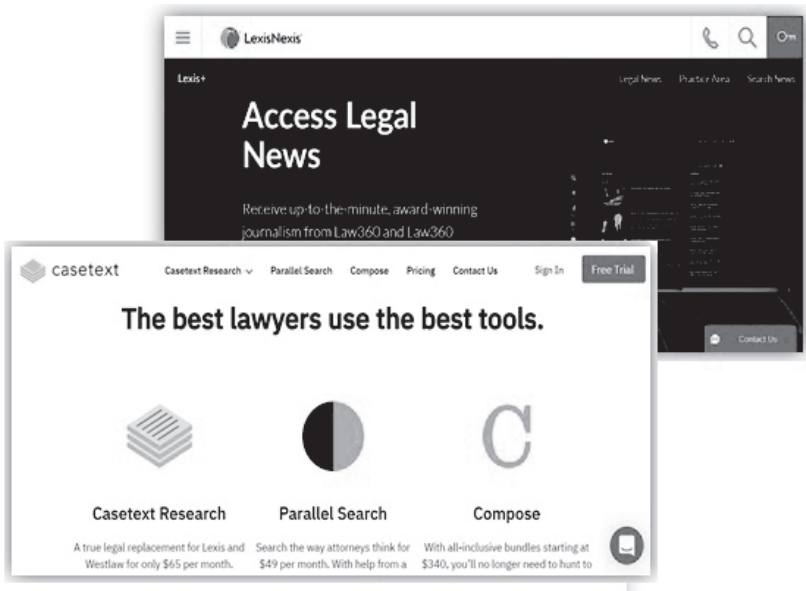 LexisNexis
Lexis+
Legal News Practice Area Search News
Access Legal
News
Receive up-to-the-minute, award-winning
journalism from Law360 and Law360
Contact Us
casetext Casetext Research Parallel Search Compose Pricing Contact Us Sign In Free Trial
The best lawyers use the best tools.
C
Casetext Research Parallel Search Compose
A true legal replacement for Lexis and Search the way attorneys think for With all-inclusive bundles starting at
Westlaw for only $65 per month. $49 per month. With help from a $340, you'll no longer need to hunt to